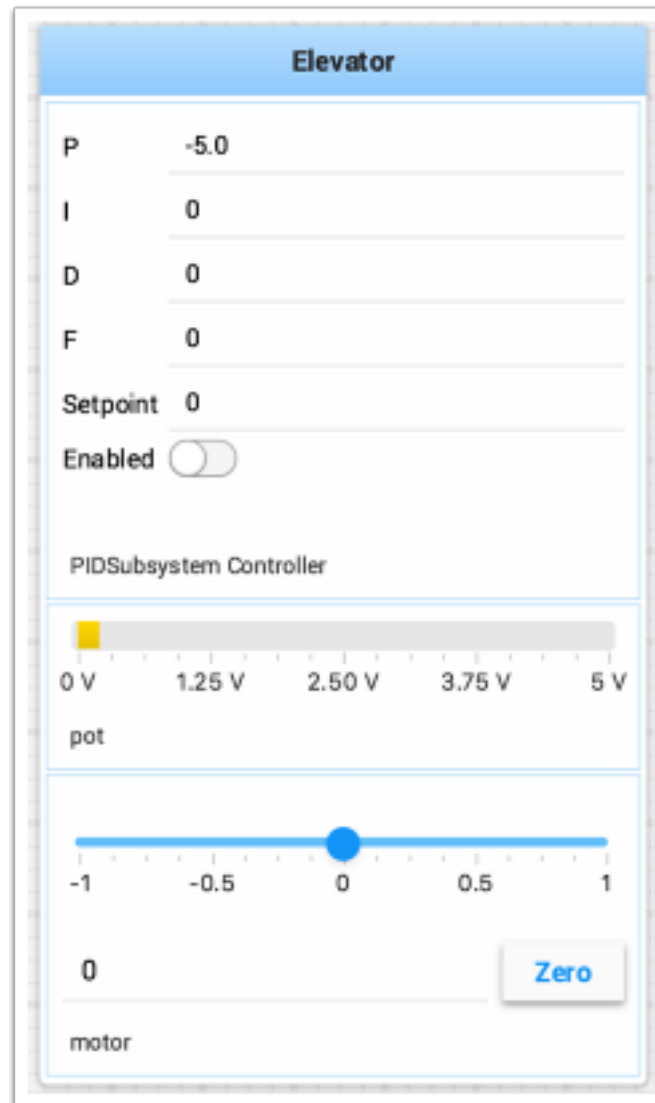 Elevator
P -5.0
I 0
D 0
F 0
Setpoint 0
Enabled
PIDSubsystem Controller
0 V 1.25 V 2.50 V 3.75 V 5 V
pot
-1 -0.5 0 0.5 1
0 Zero
motor